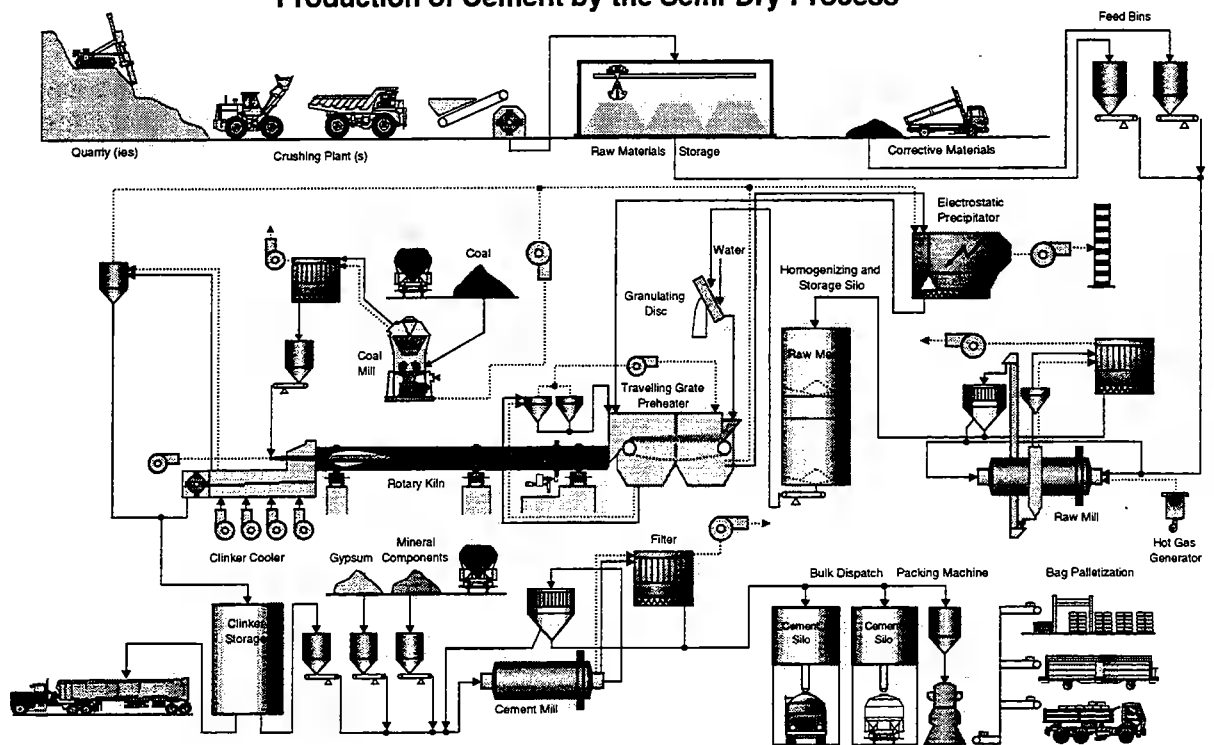 Production of Cement by the Semi-Dry Process
Feed Bins
Quarrty (ies)
Crushing Plant (s)
Raw Materials Storage
Corrective Materials
Electrostatic
Precipitator
Coal
Water
Homogenizing and
Storage Silo
Granulating
Disc
Coal
Mill
Raw Me
Travelling Grate
Preheater
Rotary Kiln
Raw Mill
Hot Gas
Generator
Clinker Cooler
Gypsum
Mineral
Components
Filter
Bulk Dispatch
Packing Machine
Bag Palletization
Clinker
Storage
Cement
Silo
Cement
Silo
Cement Mill